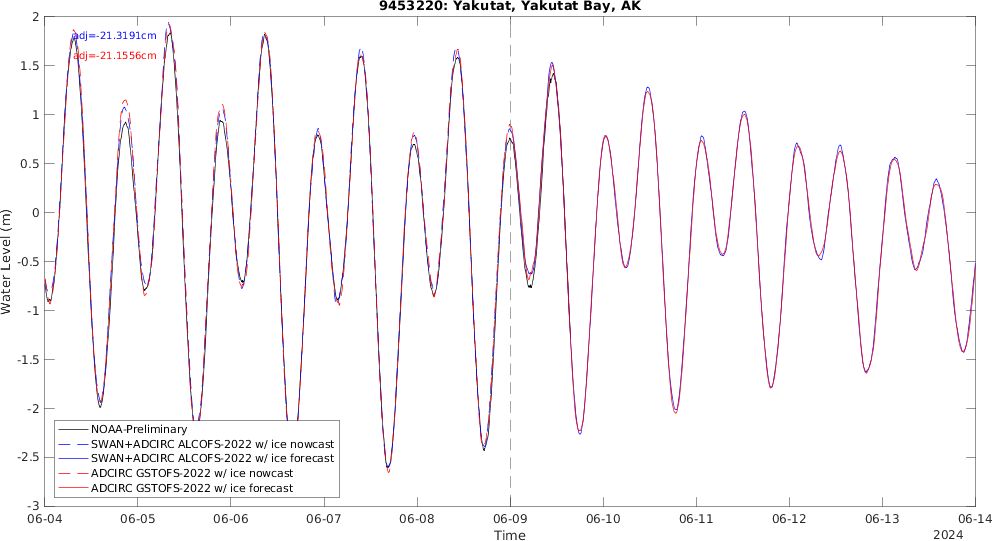 9453220: Yakutat, Yakutat Bay, AK
adj=-21.3191cm
adj=-21.1556cm
2
1.5
1
0.5
0
-0.5
-1
-1.5
-2
-2.5
-3
Water Level (m)
NOAA-Preliminary
SWAN+ADCIRC ALCOFS-2022 w/ ice nowcast
SWAN+ADCIRC ALCOFS-2022 w/ ice forecast
ADCIRC GSTOFS-2022 w/ ice nowcast
ADCIRC GSTOFS-2022 w/ ice forecast
06-04 06-05 06-06 06-07 06-08 06-09 06-10 06-11 06-12 06-13 06-14
Time
2024